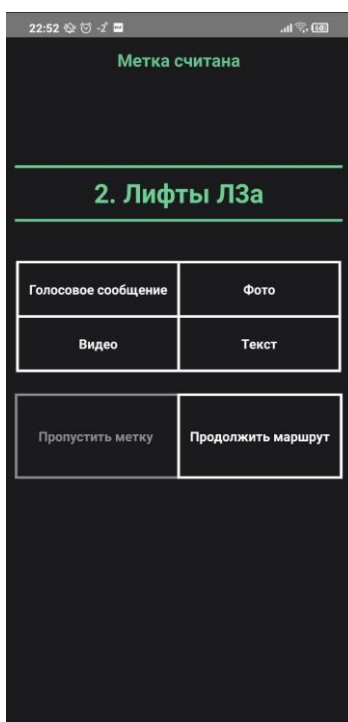 22:52
Метка считана
2. Лифты Л3а
Голосовое сообщение
Фото
Видео
Текст
Пропустить метку
Продолжить маршрут